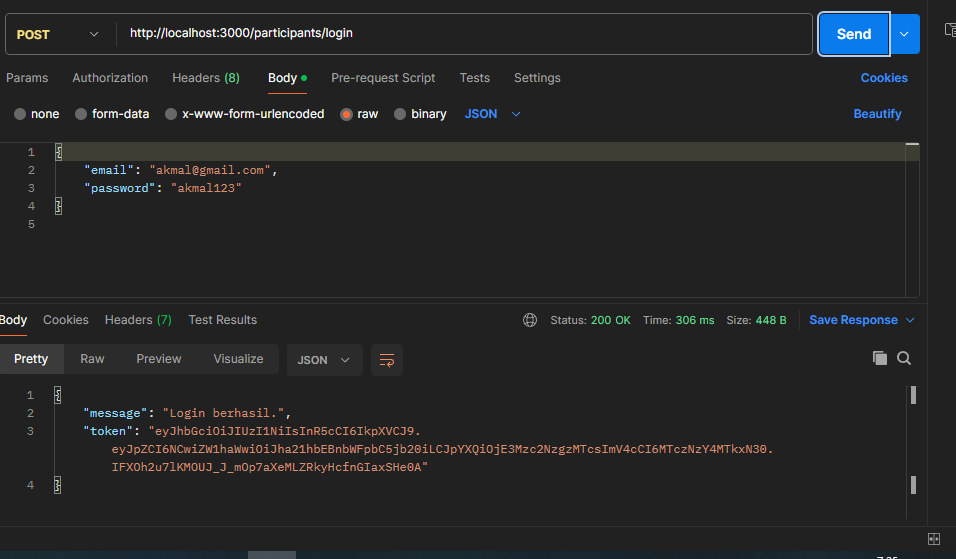 POST http://localhost:3000/participants/login Send
Params Authorization Headers (8) Body Pre-request Script Tests Settings Cookies
none form-data x-www-form-urlencoded raw binary JSON Beautify
1 {
2 "email": "akmal@gmail.com",
3 "password": "akmal123"
4 }
5
Body Cookies Headers (7) Test Results Status: 200 OK Time: 306 ms Size: 448 B Save Response
Pretty Raw Preview Visualize JSON
1 {
2 "message": "Login berhasil.",
3 "token": "eyJhbGciOiJIUzI1NiIsInR5cCI6IkpXVCJ9.
eyJpZCI6NCwiZW1haWwiOiJha21hbEBnbWFpbC5jb20iLCJpYXQiOjE3Mzc2NzgzMTcsImV4cCI6MTczNzY4MTkxN30.
IFXOh2u7lKMOUJ_J_mOp7aXeMLZRkyHcfnGIaxSHe0A"
4 }